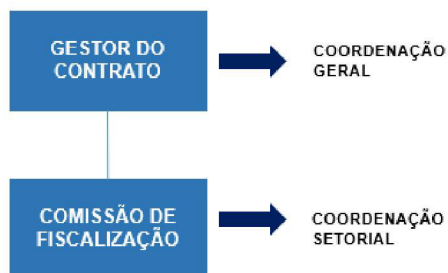 GESTOR DO
CONTRATO
COORDENAÇÃO
GERAL
COMISSÃO DE
FISCALIZAÇÃO
COORDENAÇÃO
SETORIAL